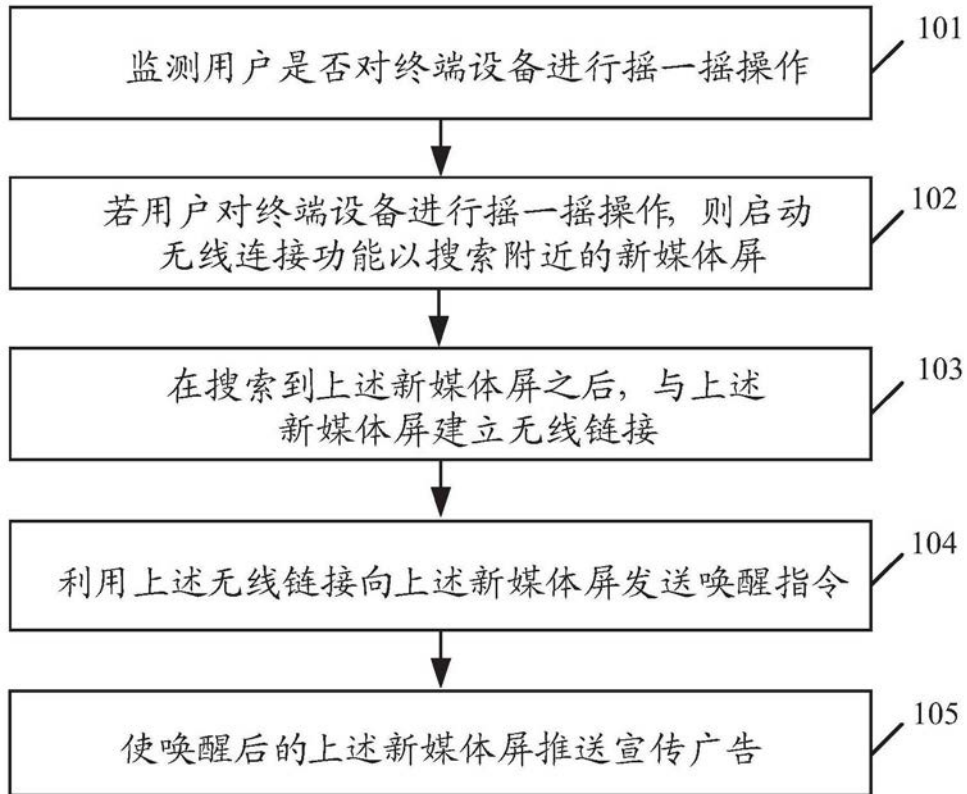 101
监测用户是否对终端设备进行摇一摇操作
102
若用户对终端设备进行摇一摇操作,则启动
无线连接功能以搜索附近的新媒体屏
103
在搜索到上述新媒体屏之后,与上述
新媒体屏建立无线链接
104
利用上述无线链接向上述新媒体屏发送唤醒指令
105
使唤醒后的上述新媒体屏推送宣传广告